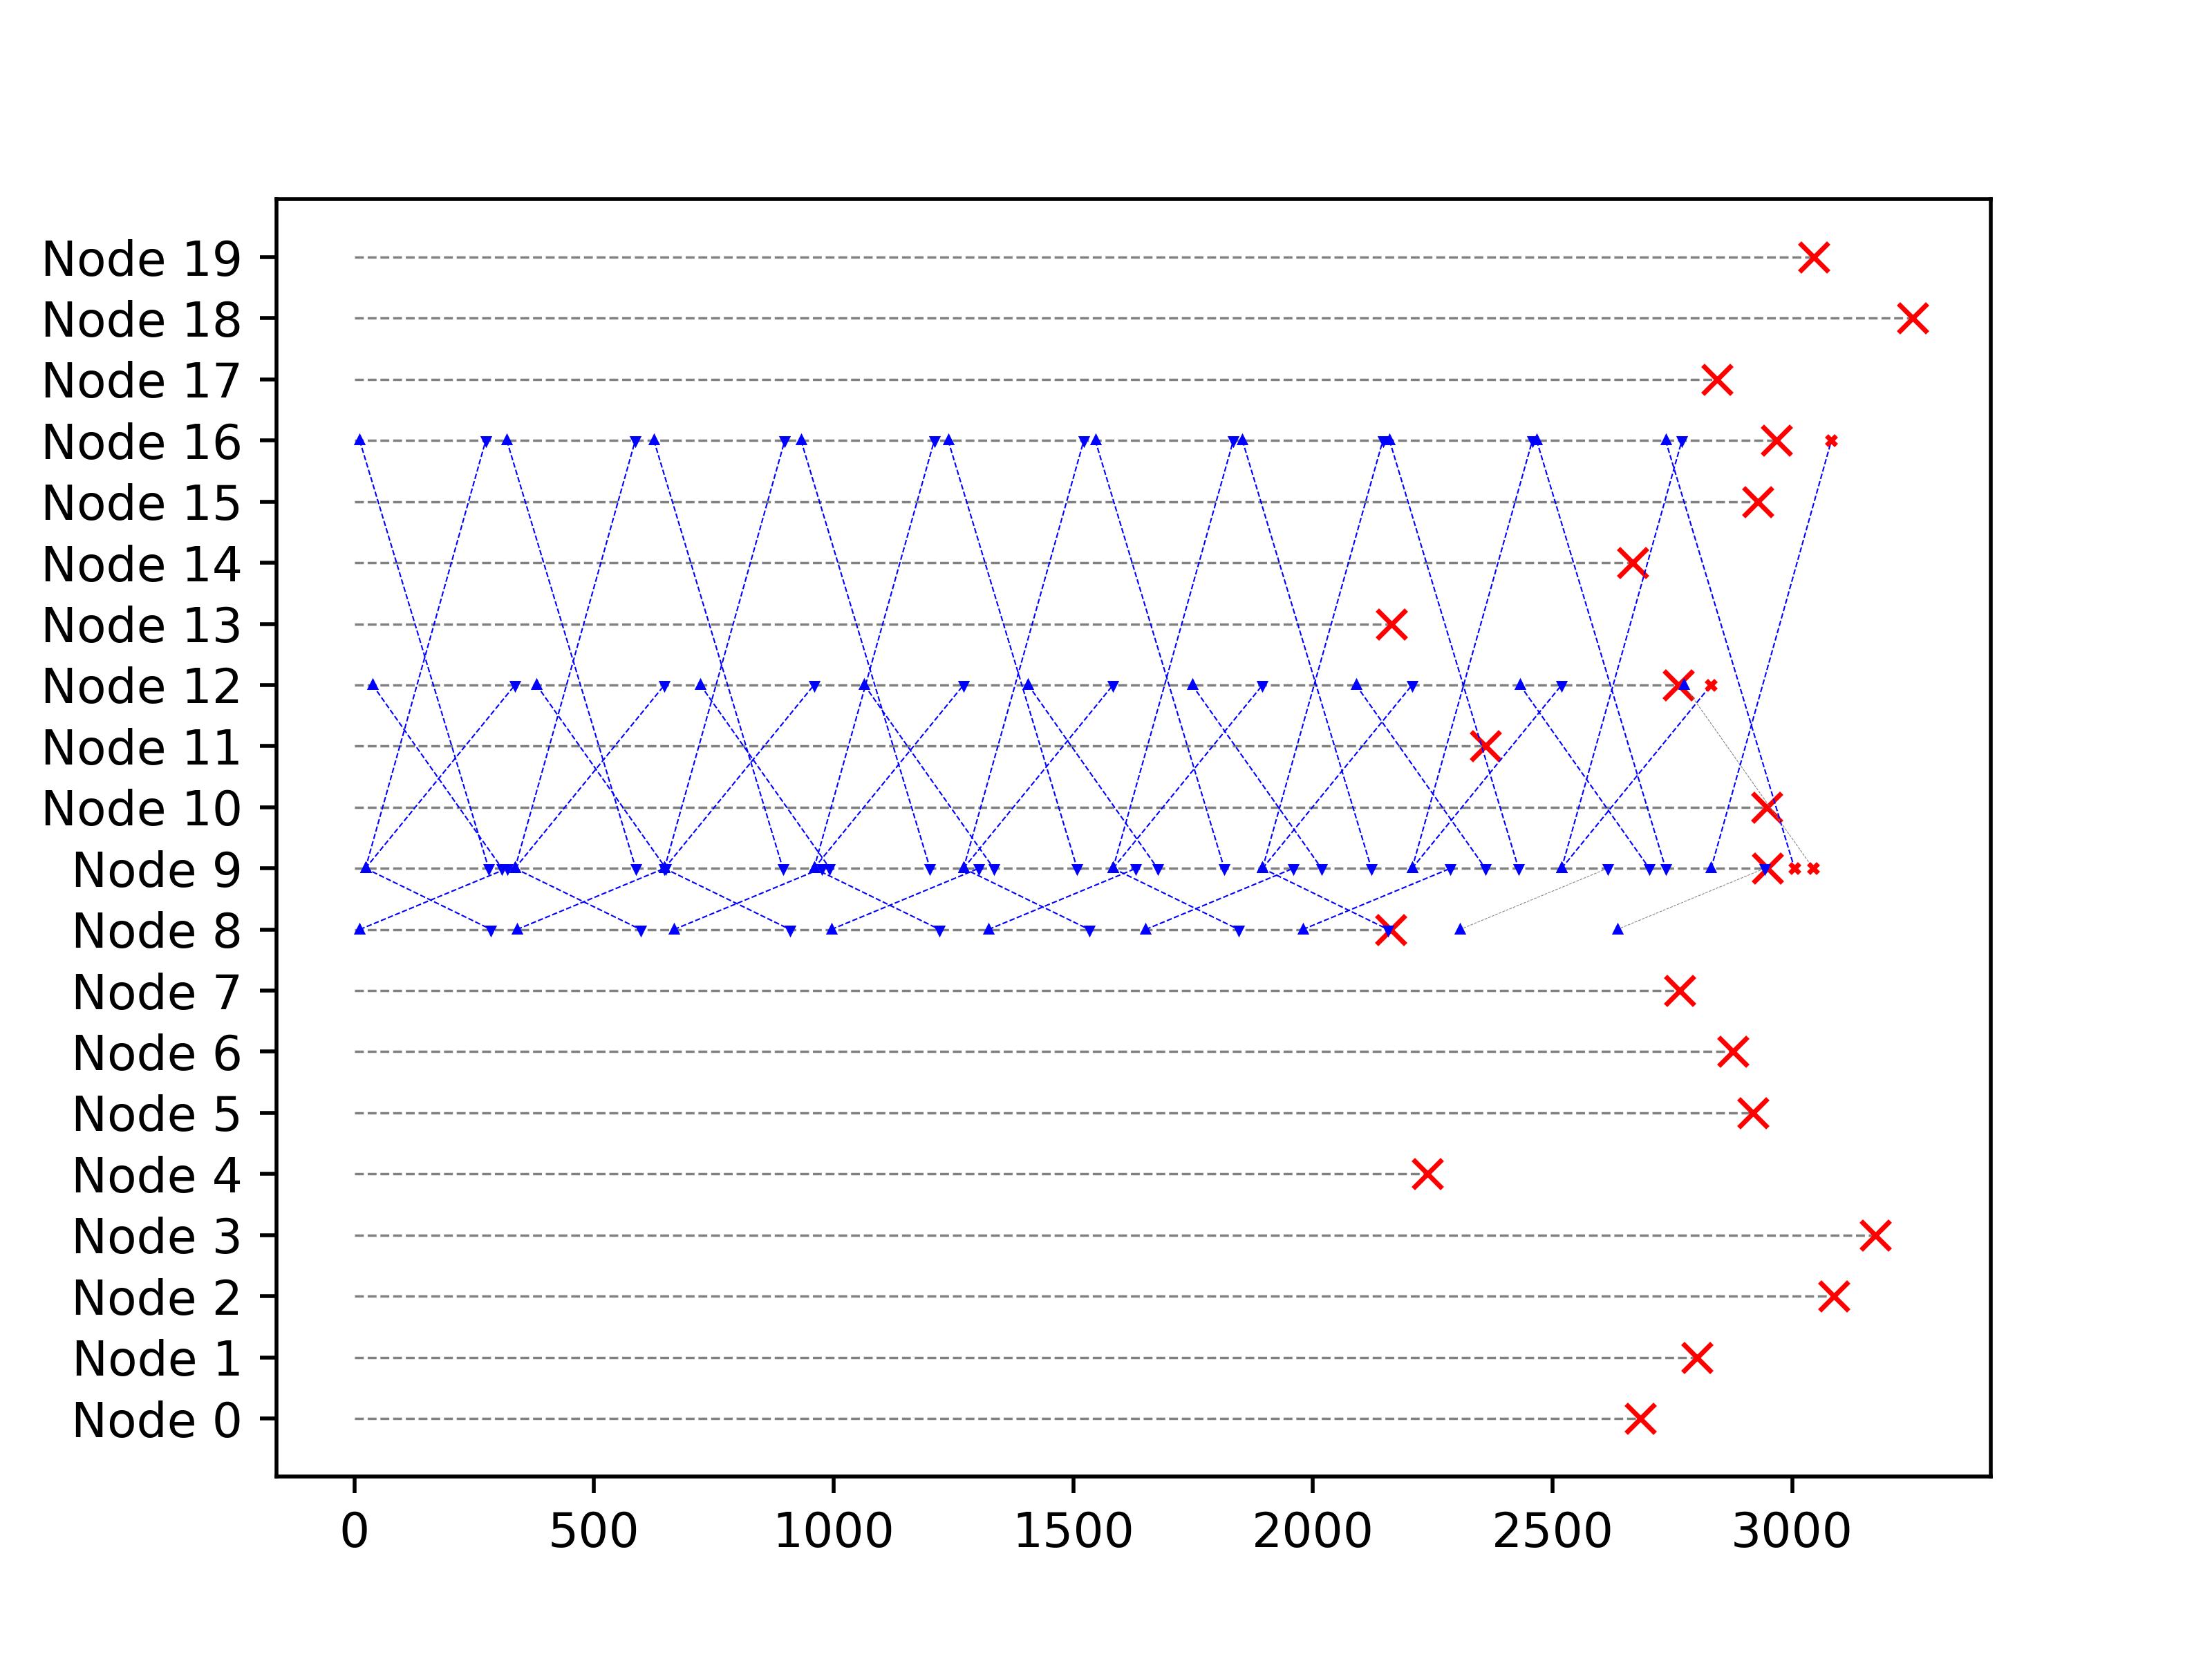 Node 19
Node 18
Node 17
Node 16
Node 15
Node 14
Node 13
Node 12
Node 11
Node 10
Node 9
Node 8
Node 7
Node 6
Node 5
Node 4
Node 3
Node 2
Node 1
Node 0
0 500 1000 1500 2000 2500 3000